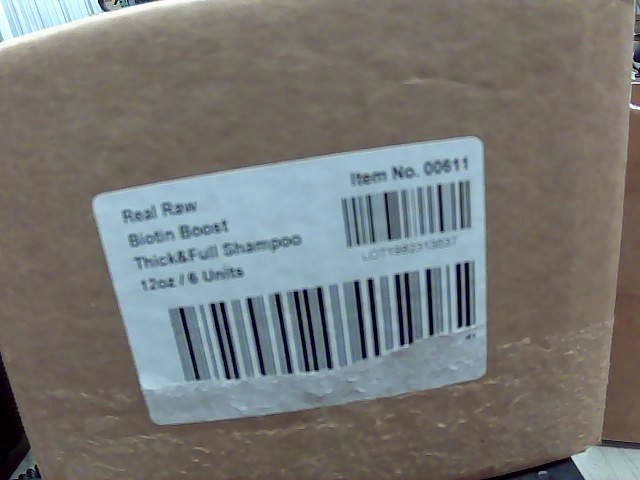 Real Raw
Biotin Boost
Thick&Full Shampoo
12oz / 6 Units
Item No. 00611